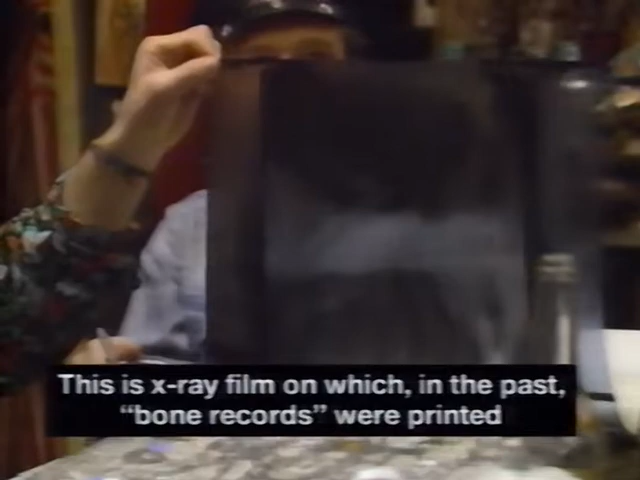 This is x-ray film on which, in the past,
“bone records” were printed